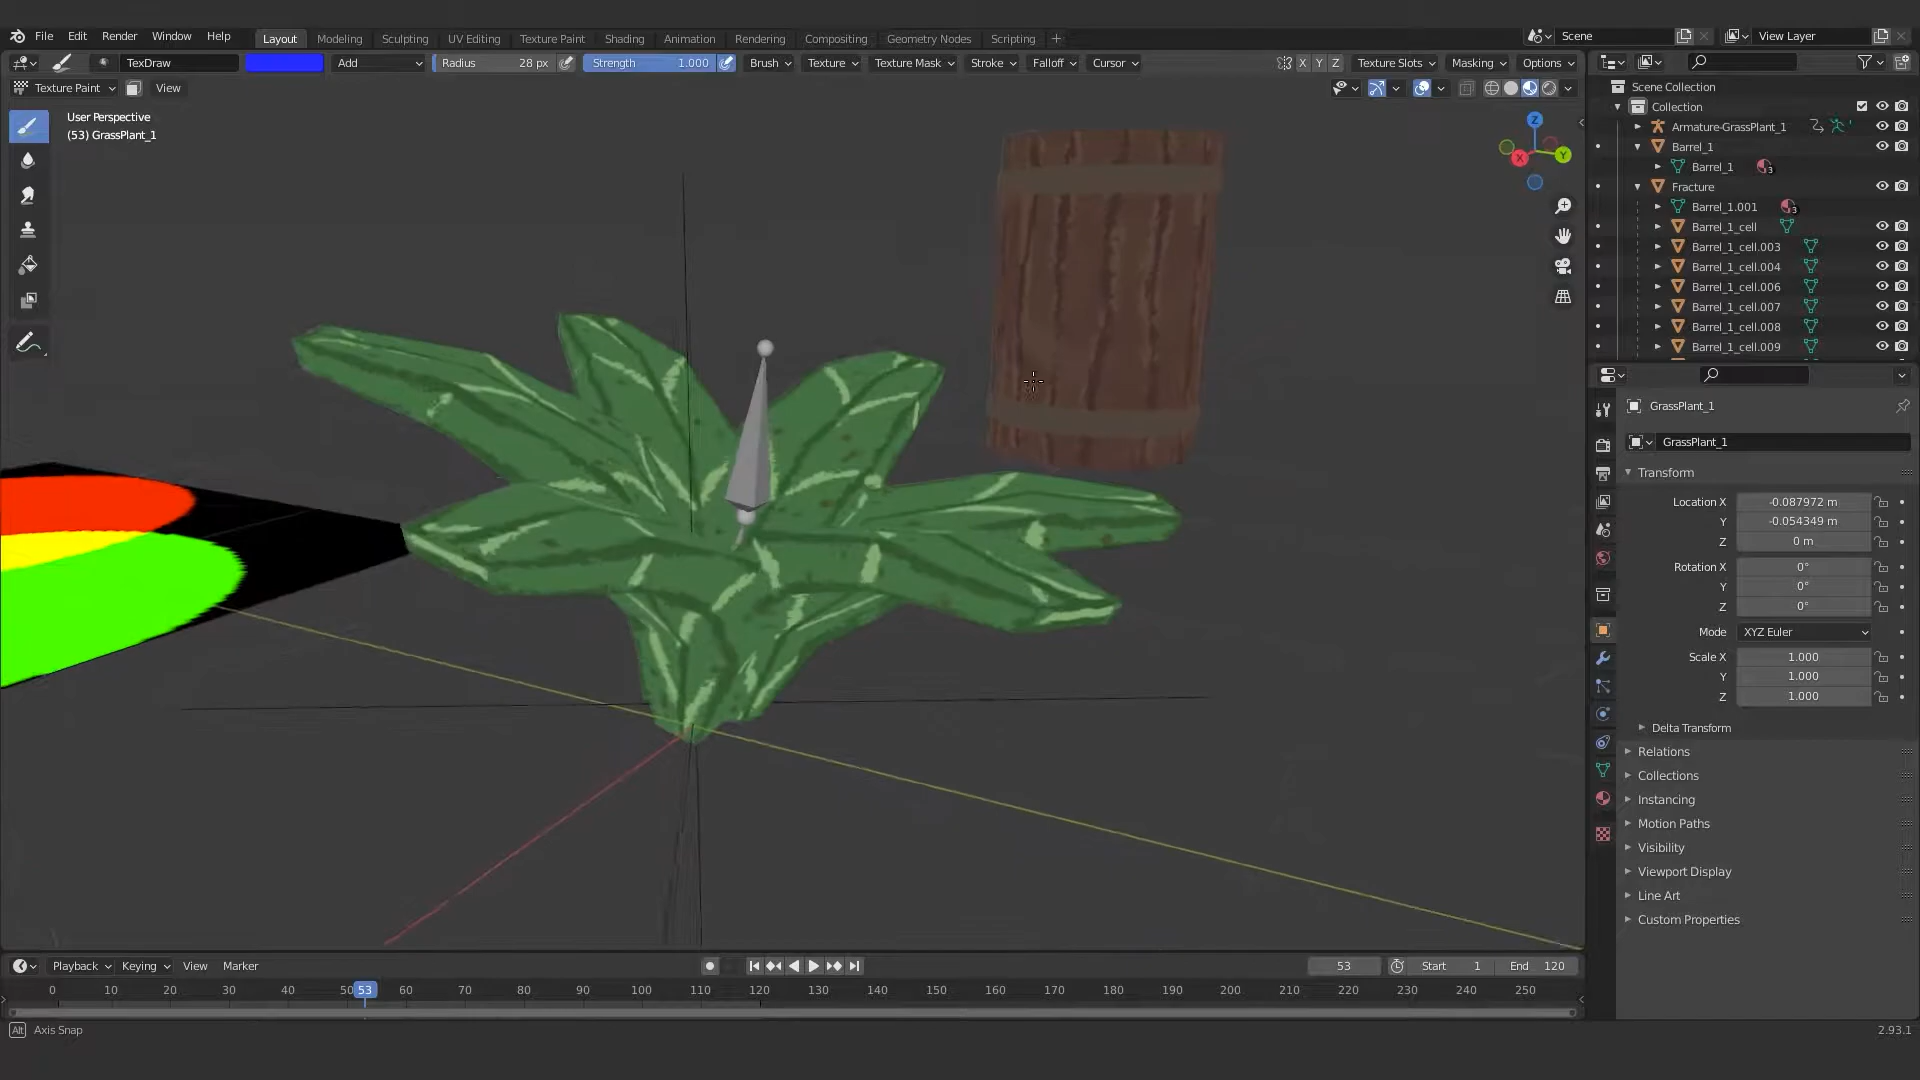 File Edit Render Window Help Layout Modeling Sculpting UV Editing Texture Paint Shading Animation Rendering Compositing Geometry Nodes Scripting + Scene View Layer
TexDraw Add Radius 28 px Strength 1.000 Brush Texture Texture Mask Stroke Falloff Cursor X Y Z Texture Slots Masking Options
Texture Paint View
Scene Collection
Collection
Armature-GrassPlant_1
Barrel_1
Barrel_1 3
Fracture
Barrel_1.001 3
Barrel_1_cell
Barrel_1_cell.003
Barrel_1_cell.004
Barrel_1_cell.006
Barrel_1_cell.007
Barrel_1_cell.008
Barrel_1_cell.009
User Perspective
(53) GrassPlant_1
Z
X
Y
GrassPlant_1
GrassPlant_1
Transform
Location X -0.087972 m
Y -0.054349 m
Z 0 m
Rotation X 0°
Y 0°
Z 0°
Mode XYZ Euler
Scale X 1.000
Y 1.000
Z 1.000
Delta Transform
Relations
Collections
Instancing
Motion Paths
Visibility
Viewport Display
Line Art
Custom Properties
Playback Keying View Marker 53 Start 1 End 120
0 10 20 30 40 50 53 60 70 80 90 100 110 120 130 140 150 160 170 180 190 200 210 220 230 240 250
Alt Axis Snap 2.93.1